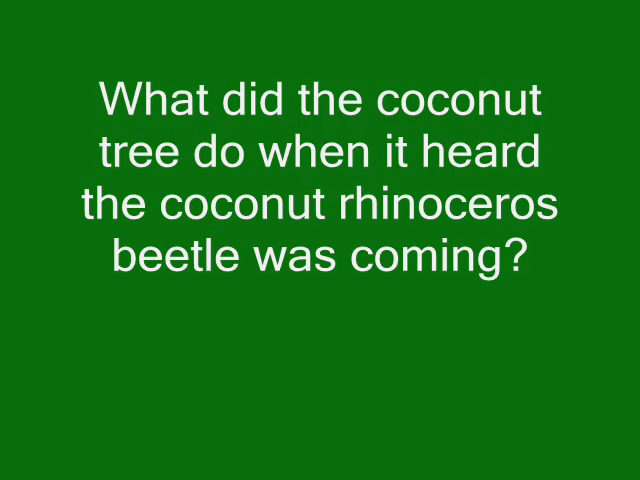 What did the coconut
tree do when it heard
the coconut rhinoceros
beetle was coming?